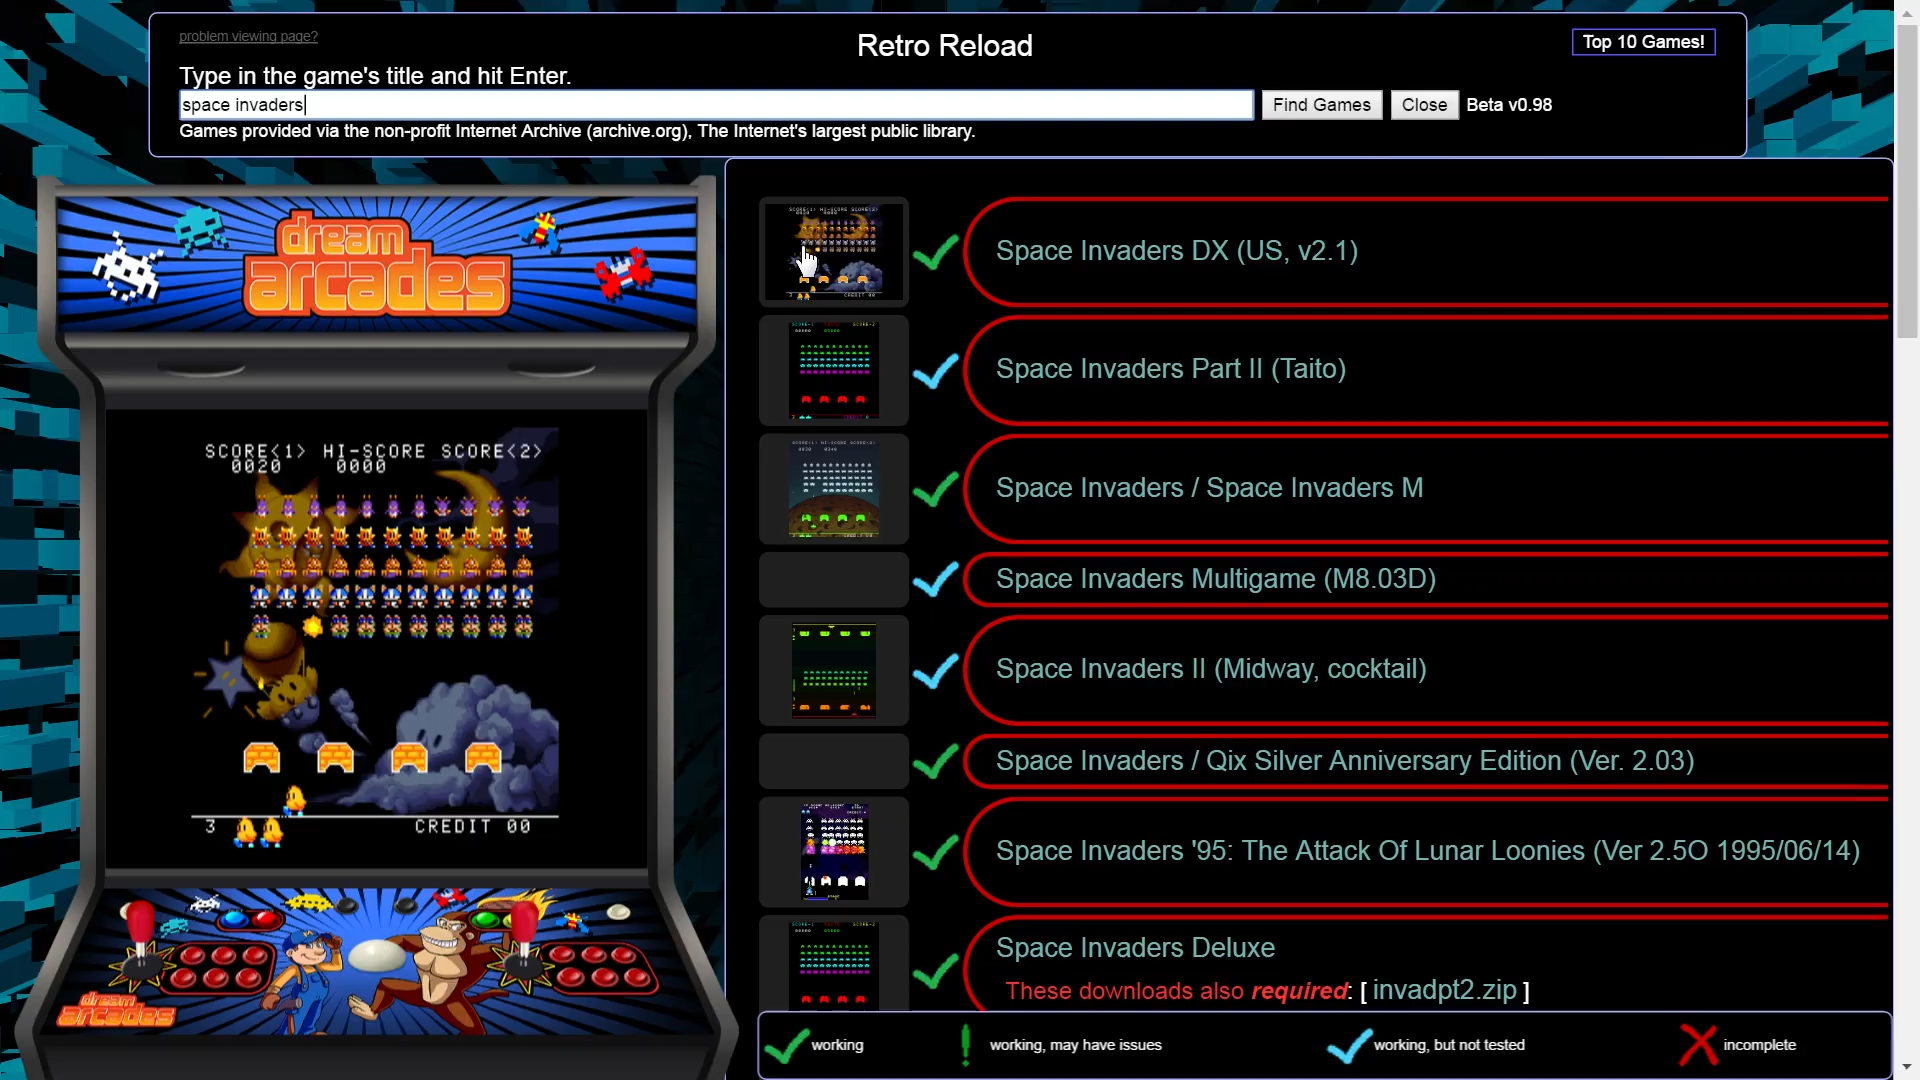 problem viewing page?
Retro Reload
Top 10 Games!
Type in the game's title and hit Enter.
space invaders
Find Games
Close
Beta v0.98
Games provided via the non-profit Internet Archive (archive.org), The Internet's largest public library.
dream
arcades
SCORE<1> HI-SCORE SCORE<2>
0020 0000
3 CREDIT 00
dream
arcades
Space Invaders DX (US, v2.1)
Space Invaders Part II (Taito)
Space Invaders / Space Invaders M
Space Invaders Multigame (M8.03D)
Space Invaders II (Midway, cocktail)
Space Invaders / Qix Silver Anniversary Edition (Ver. 2.03)
Space Invaders '95: The Attack Of Lunar Loonies (Ver 2.5O 1995/06/14)
Space Invaders Deluxe
These downloads also required: [ invadpt2.zip ]
working
working, may have issues
working, but not tested
incomplete